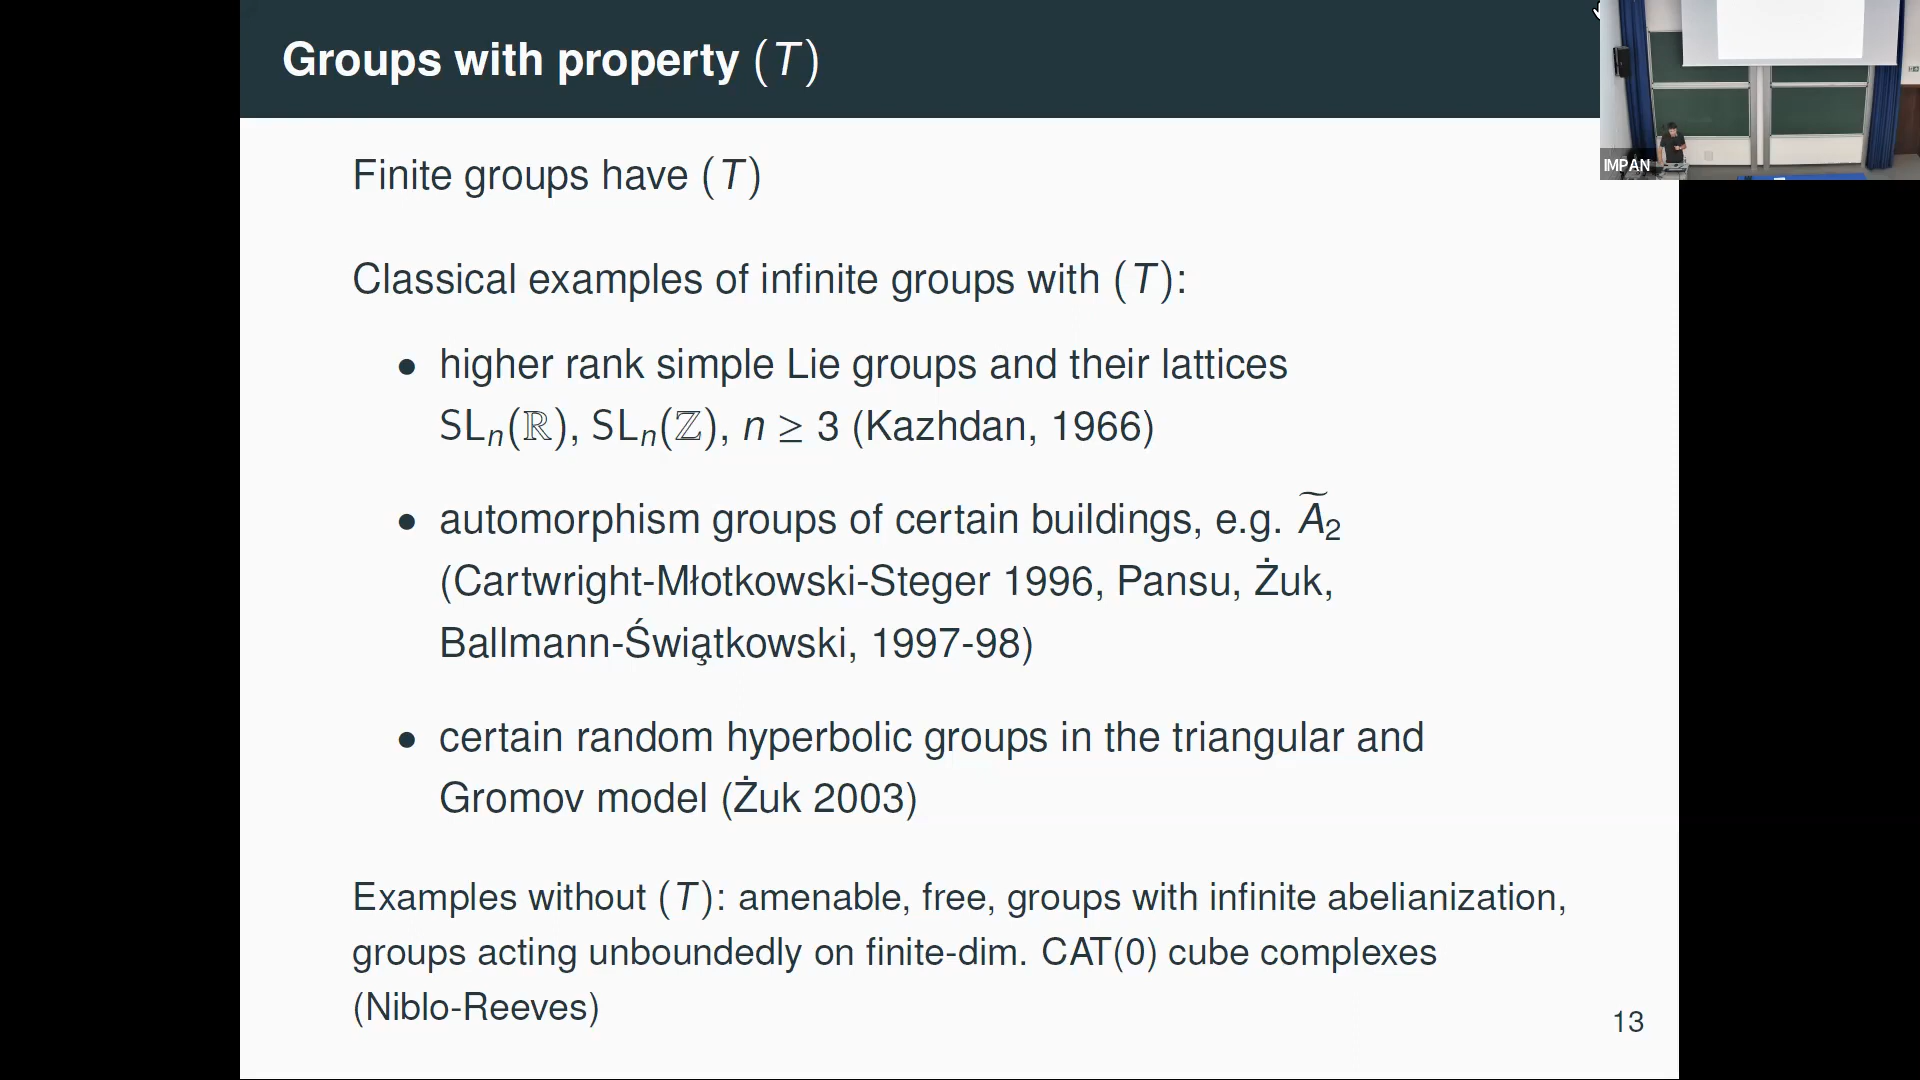 Groups with property (T)
IMPAN
Finite groups have (T)
Classical examples of infinite groups with (T):
• higher rank simple Lie groups and their lattices
SLₙ(ℝ), SLₙ(ℤ), n ≥ 3 (Kazhdan, 1966)
• automorphism groups of certain buildings, e.g. Ã₂
(Cartwright-Młotkowski-Steger 1996, Pansu, Żuk,
Ballmann-Świątkowski, 1997-98)
• certain random hyperbolic groups in the triangular and
Gromov model (Żuk 2003)
Examples without (T): amenable, free, groups with infinite abelianization,
groups acting unboundedly on finite-dim. CAT(0) cube complexes
(Niblo-Reeves)
13